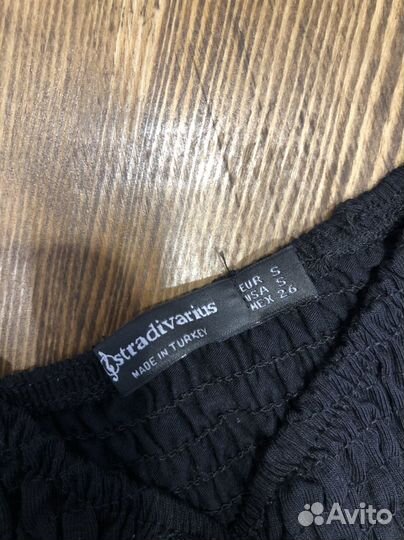 stradivarius
MADE IN TURKEY
EUR S
USA S
MEX 26
Avito